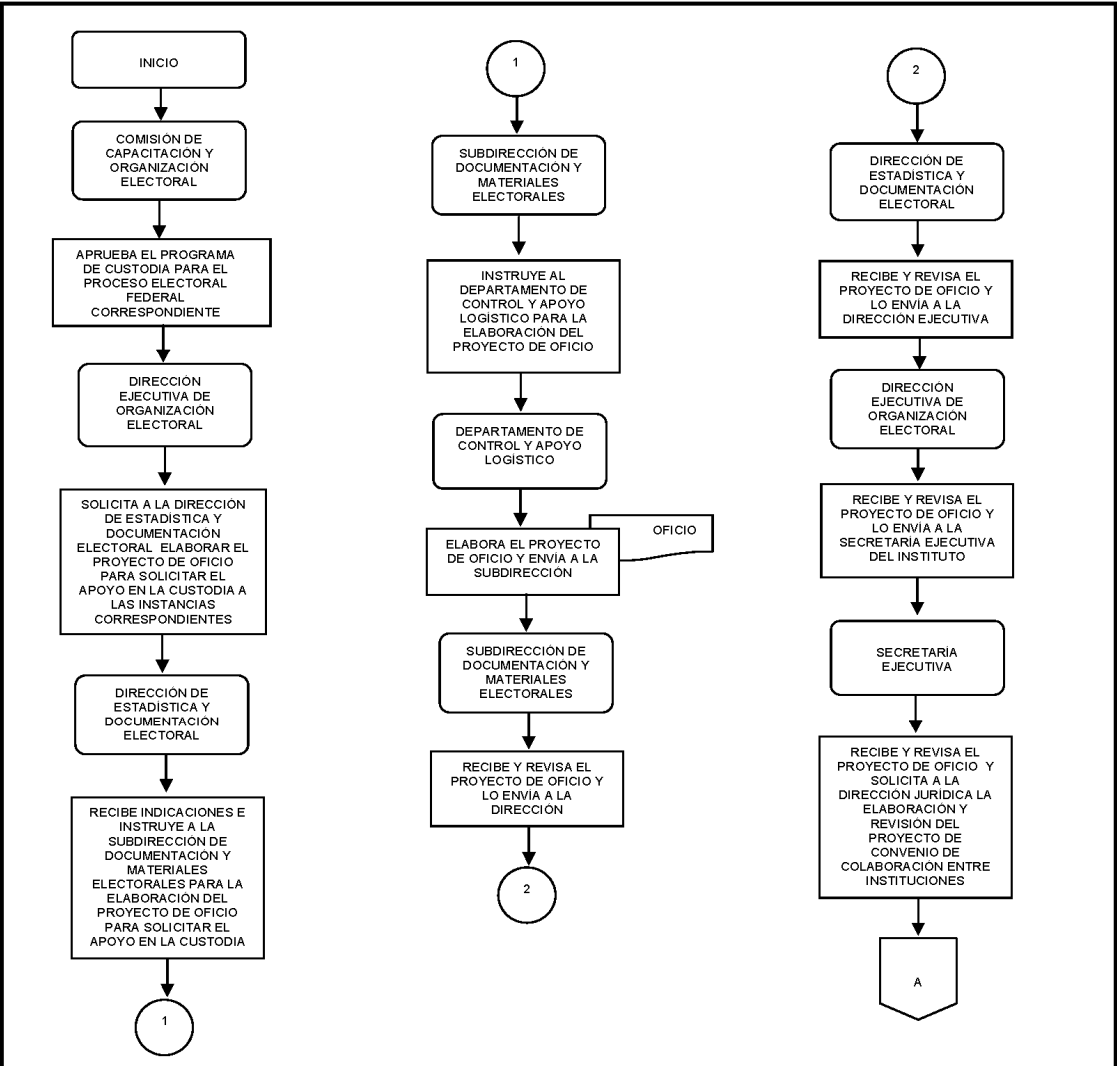 INICIO
COMISIÓN DE
CAPACITACIÓN Y
ORGANIZACIÓN
ELECTORAL
APRUEBA EL PROGRAMA
DE CUSTODIA PARA EL
PROCESO ELECTORAL
FEDERAL
CORRESPONDIENTE
DIRECCIÓN
EJECUTIVA DE
ORGANIZACIÓN
ELECTORAL
SOLICITA A LA DIRECCIÓN
DE ESTADÍSTICA Y
DOCUMENTACIÓN
ELECTORAL ELABORAR EL
PROYECTO DE OFICIO
PARA SOLICITAR EL
APOYO EN LA CUSTODIA A
LAS INSTANCIAS
CORRESPONDIENTES
DIRECCIÓN DE
ESTADÍSTICA Y
DOCUMENTACIÓN
ELECTORAL
RECIBE INDICACIONES E
INSTRUYE A LA
SUBDIRECCIÓN DE
DOCUMENTACIÓN Y
MATERIALES
ELECTORALES PARA LA
ELABORACIÓN DEL
PROYECTO DE OFICIO
PARA SOLICITAR EL
APOYO EN LA CUSTODIA
1
1
SUBDIRECCIÓN DE
DOCUMENTACIÓN Y
MATERIALES
ELECTORALES
INSTRUYE AL
DEPARTAMENTO DE
CONTROL Y APOYO
LOGÍSTICO PARA LA
ELABORACIÓN DEL
PROYECTO DE OFICIO
DEPARTAMENTO DE
CONTROL Y APOYO
LOGÍSTICO
OFICIO
ELABORA EL PROYECTO
DE OFICIO Y ENVÍA A LA
SUBDIRECCIÓN
SUBDIRECCIÓN DE
DOCUMENTACIÓN Y
MATERIALES
ELECTORALES
RECIBE Y REVISA EL
PROYECTO DE OFICIO Y
LO ENVÍA A LA
DIRECCIÓN
2
2
DIRECCIÓN DE
ESTADÍSTICA Y
DOCUMENTACIÓN
ELECTORAL
RECIBE Y REVISA EL
PROYECTO DE OFICIO Y
LO ENVÍA A LA
DIRECCIÓN EJECUTIVA
DIRECCIÓN
EJECUTIVA DE
ORGANIZACIÓN
ELECTORAL
RECIBE Y REVISA EL
PROYECTO DE OFICIO Y
LO ENVÍA A LA
SECRETARÍA EJECUTIVA
DEL INSTITUTO
SECRETARÍA
EJECUTIVA
RECIBE Y REVISA EL
PROYECTO DE OFICIO Y
SOLICITA A LA
DIRECCIÓN JURÍDICA LA
ELABORACIÓN Y
REVISIÓN DEL
PROYECTO DE
CONVENIO DE
COLABORACIÓN ENTRE
INSTITUCIONES
A